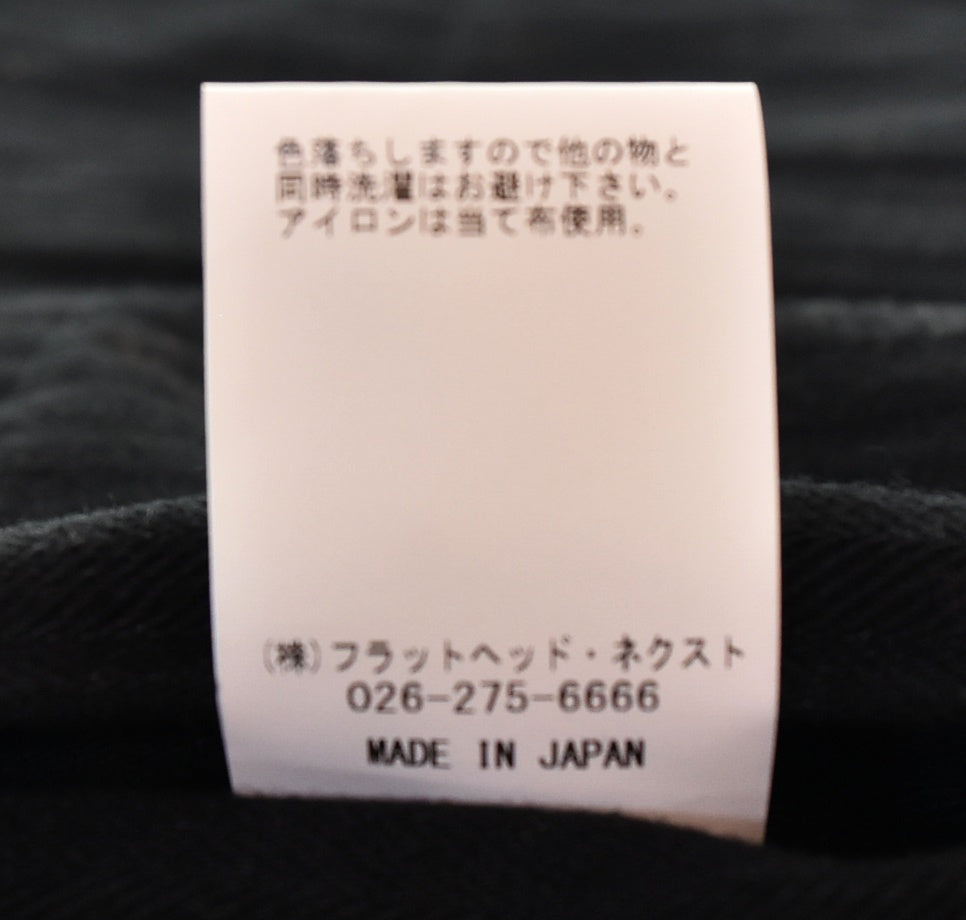 色落ちしますので他の物と
同時洗濯はお避け下さい。
アイロンは当て布使用。
(株)フラットヘッド・ネクスト
026-275-6666
MADE IN JAPAN